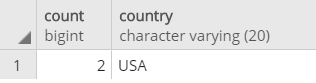 count country
bigint character varying (20)
1 2 USA